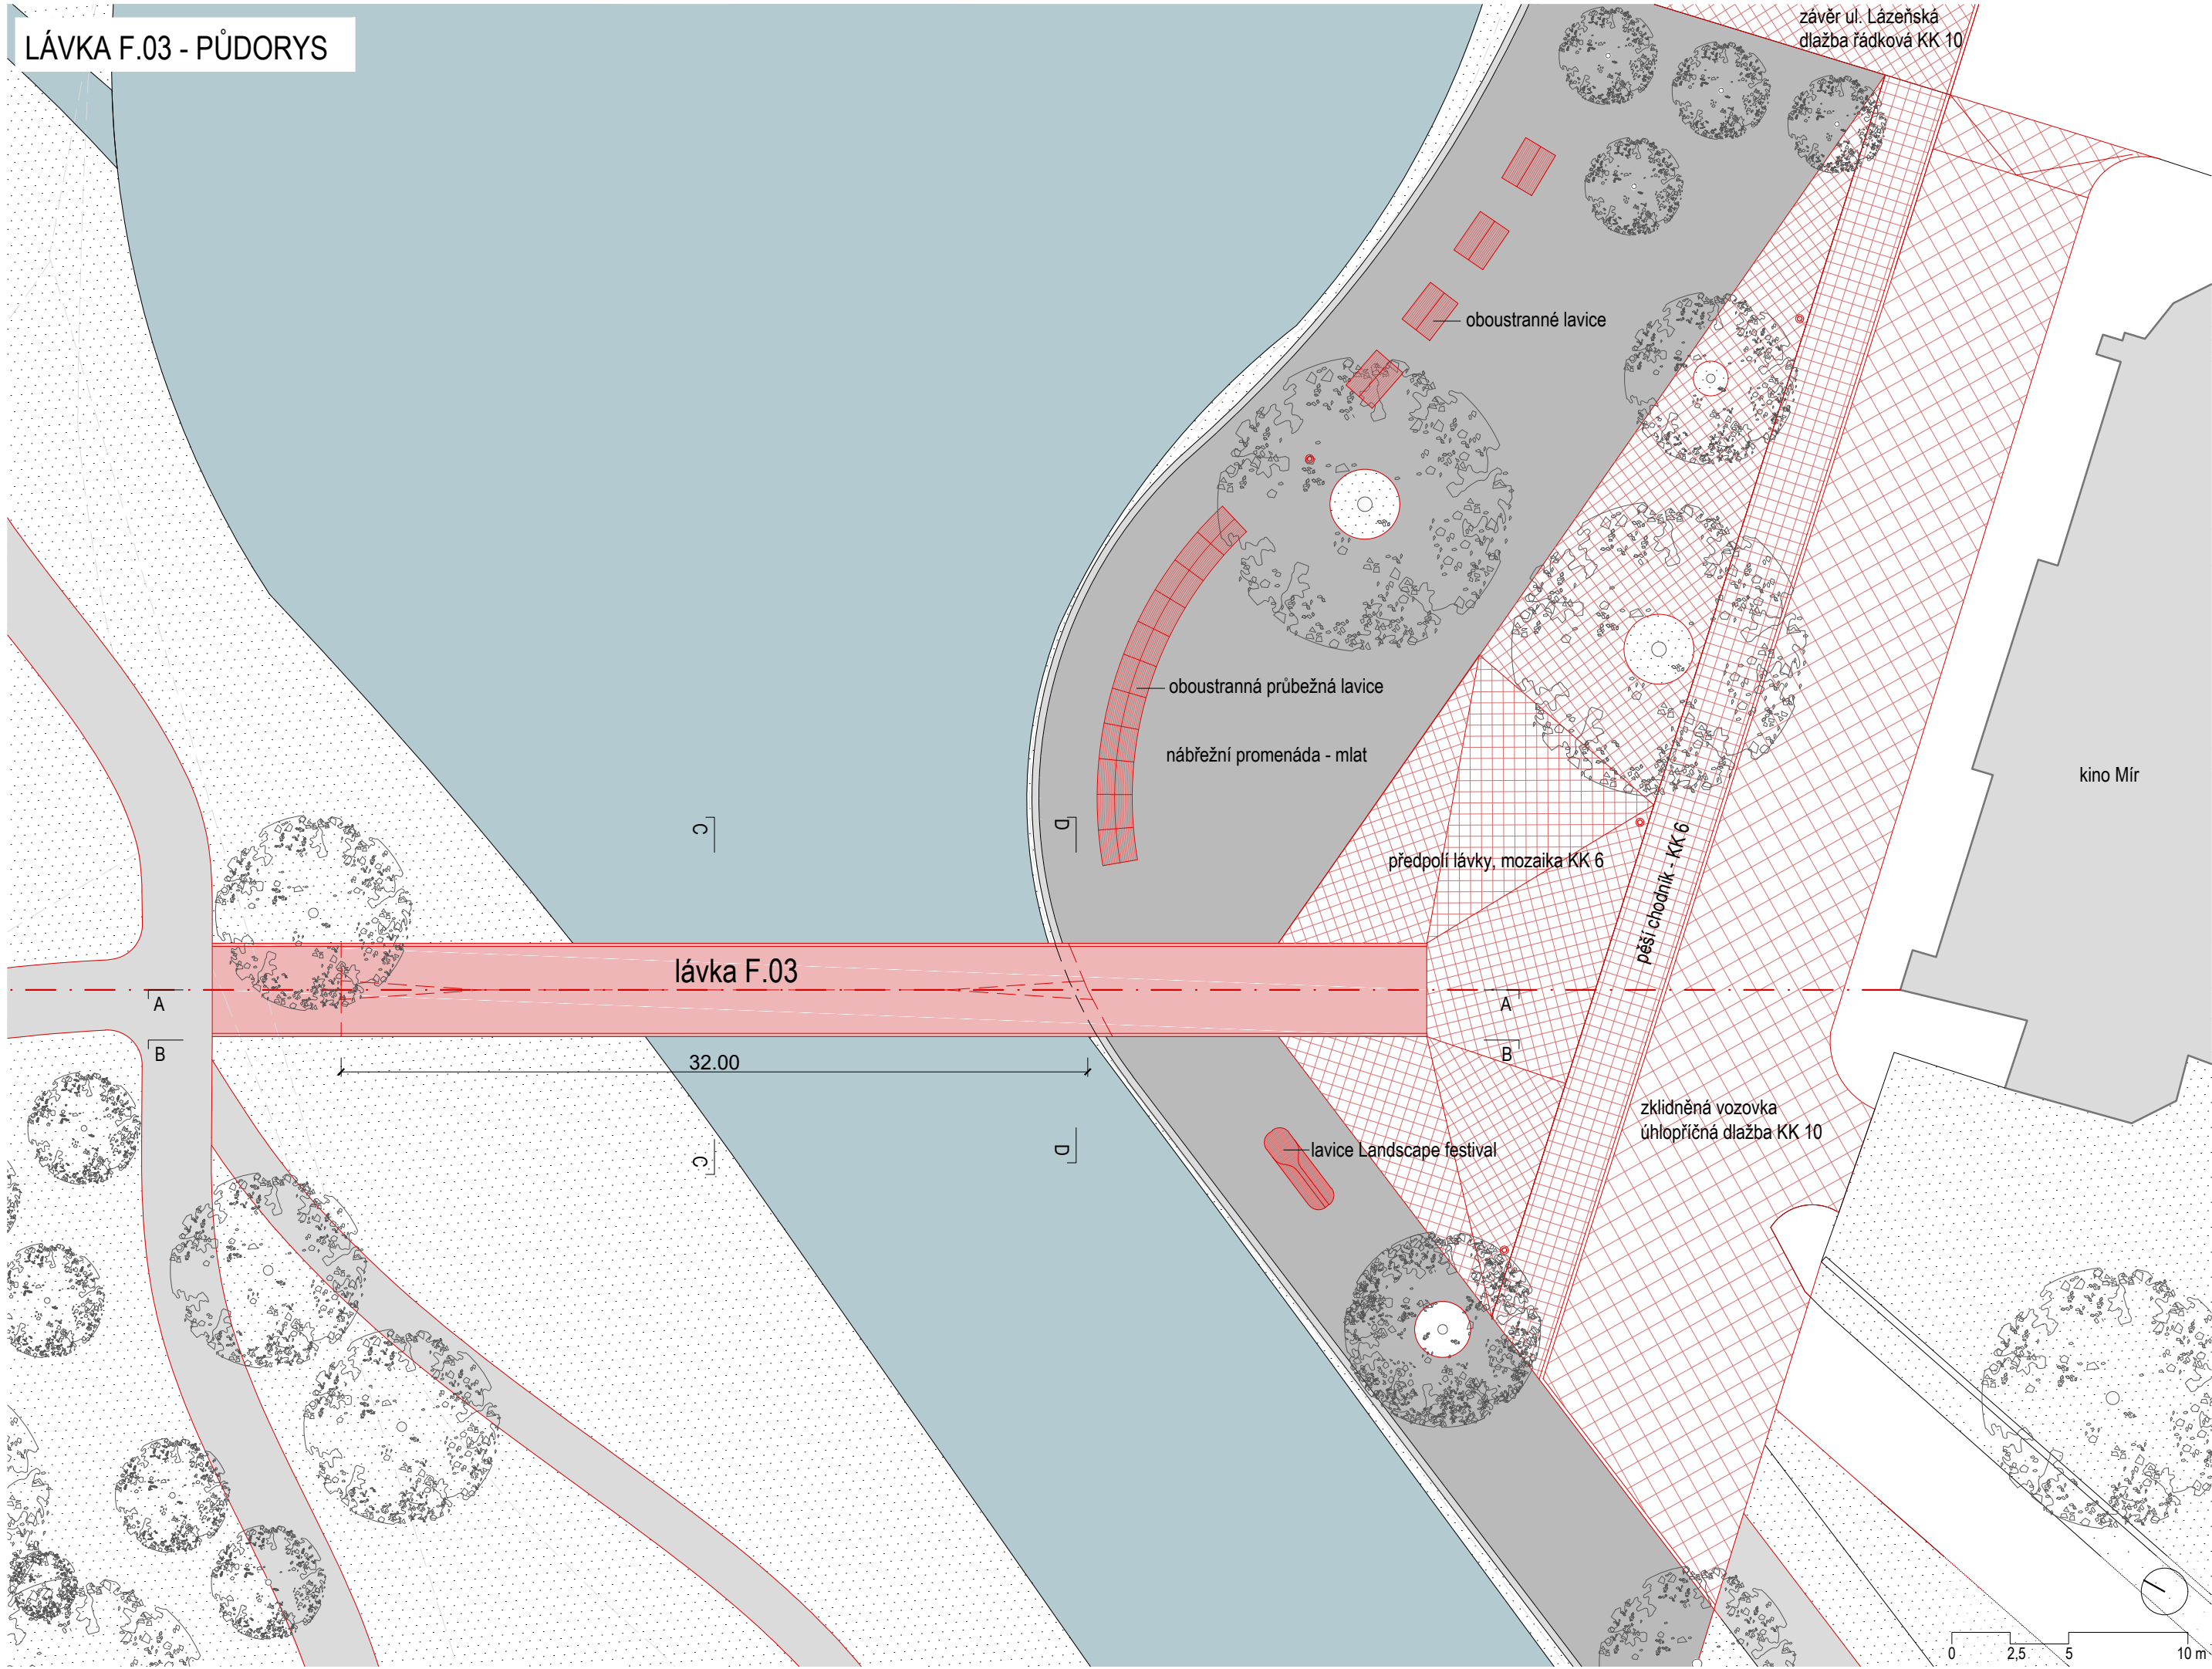 LÁVKA F.03 - PŮDORYS
závěr ul. Lázeňská
dlažba řádková KK 10
oboustranné lavice
oboustranná průbežná lavice
nábřežní promenáda - mlat
kino Mír
C
D
předpolí lávky, mozaika KK 6
pěší chodník - KK 6
lávka F.03
A
A
B
B
32.00
zklidněná vozovka
úhlopříčná dlažba KK 10
C
D
lavice Landscape festival
0 2,5 5 10 m